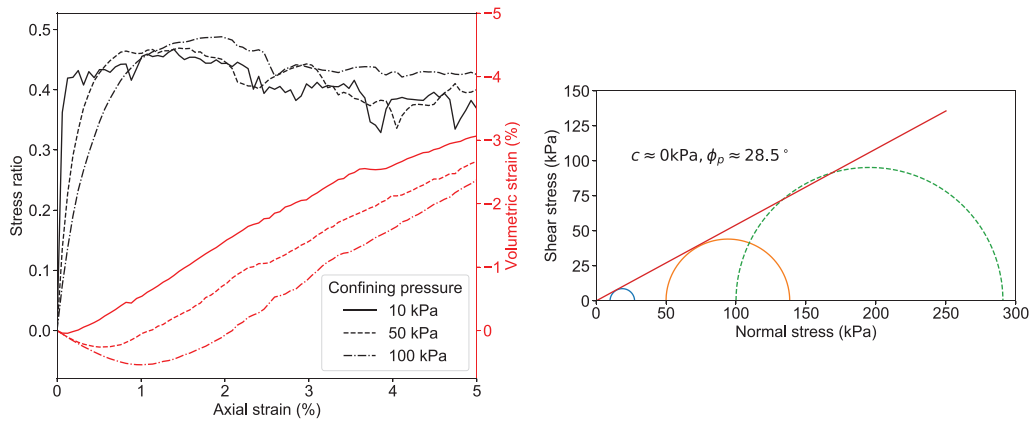 Stress ratio
0.5
0.4
0.3
0.2
0.1
0.0
−5
−4
−3
−2
−1
0
Volumetric strain (%)
Confining pressure
10 kPa
50 kPa
100 kPa
0 1 2 3 4 5
Axial strain (%)
Shear stress (kPa)
150
125
100
75
50
25
0
c ≈ 0kPa, ϕp ≈ 28.5°
0 50 100 150 200 250 300
Normal stress (kPa)